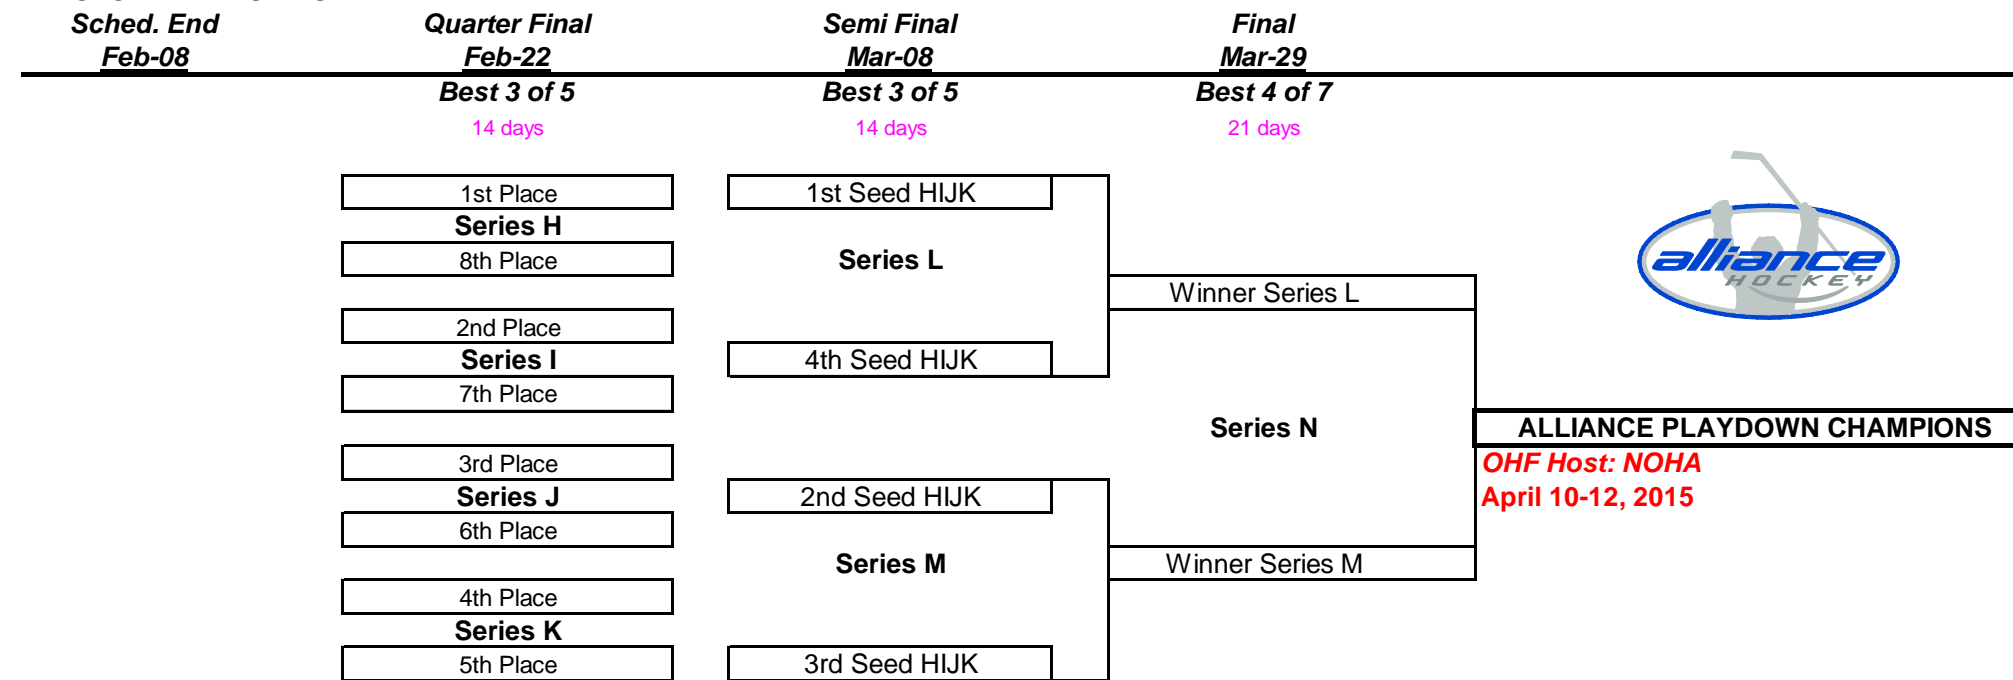 Sched. End Quarter Final Semi Final Final
Feb-08 Feb-22 Mar-08 Mar-29
Best 3 of 5 Best 3 of 5 Best 4 of 7
14 days 14 days 21 days
1st Place 1st Seed HIJK
Series H
8th Place Series L
alliance
HOCKEY
Winner Series L
2nd Place
Series I 4th Seed HIJK
7th Place
Series N ALLIANCE PLAYDOWN CHAMPIONS
3rd Place OHF Host: NOHA
Series J 2nd Seed HIJK April 10-12, 2015
6th Place
Series M Winner Series M
4th Place
Series K
5th Place 3rd Seed HIJK